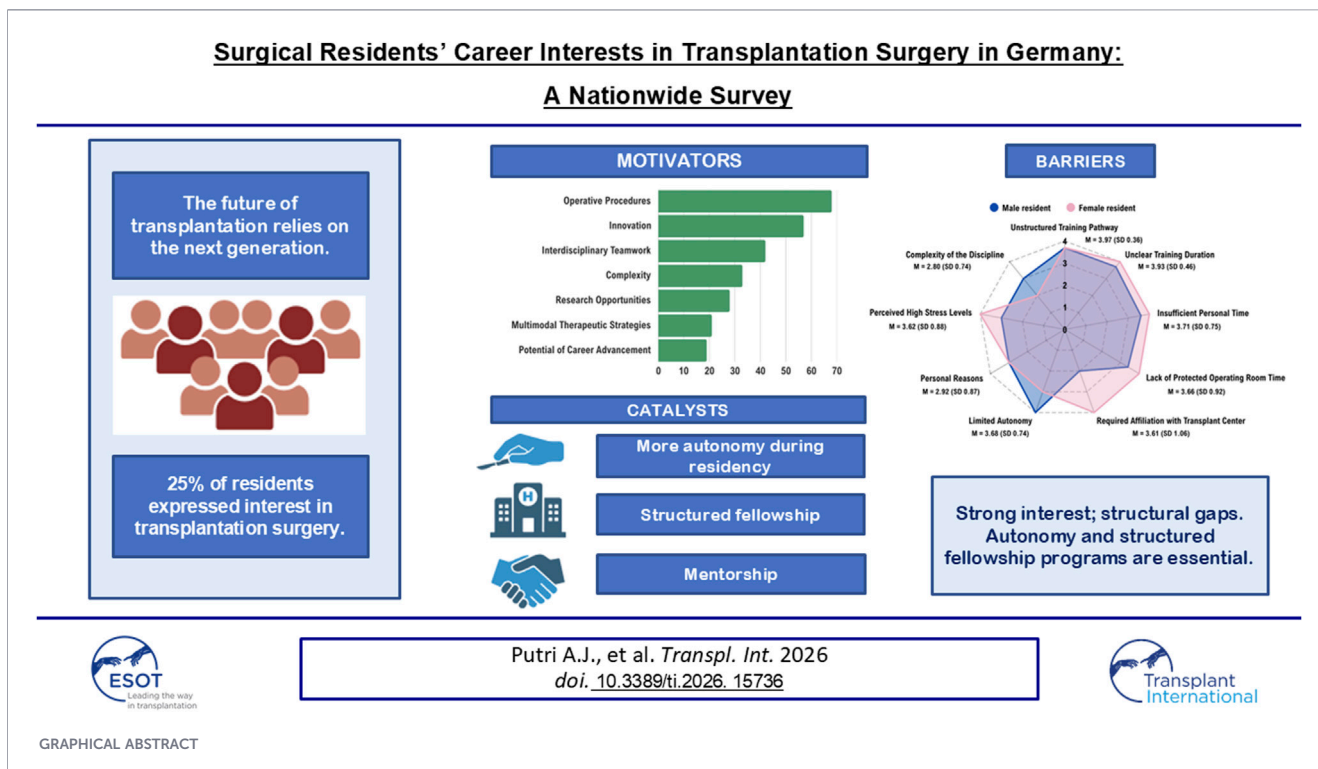 Surgical Residents' Career Interests in Transplantation Surgery in Germany:
A Nationwide Survey
The future of
transplantation relies on
the next generation.
25% of residents
expressed interest in
transplantation surgery.
MOTIVATORS
Operative Procedures
Innovation
Interdisciplinary Teamwork
Complexity
Research Opportunities
Multimodal Therapeutic Strategies
Potential of Career Advancement
0 10 20 30 40 50 60 70
CATALYSTS
More autonomy during
residency
H
Structured fellowship
Mentorship
BARRIERS
Male resident Female resident
Unstructured Training Pathway
M = 3.97 (SD 0.36)
Unclear Training Duration
M = 3.93 (SD 0.46)
Insufficient Personal Time
M = 3.71 (SD 0.75)
Lack of Protected Operating Room Time
M = 3.66 (SD 0.92)
Required Affiliation with Transplant Center
M = 3.61 (SD 1.06)
Limited Autonomy
M = 3.68 (SD 0.74)
Personal Reasons
M = 2.92 (SD 0.87)
Perceived High Stress Levels
M = 3.62 (SD 0.88)
Complexity of the Discipline
M = 2.80 (SD 0.74)
4
3
2
1
0
Strong interest; structural gaps.
Autonomy and structured
fellowship programs are essential.
ESOT
Leading the way
in transplantation
Putri A.J., et al. Transpl. Int. 2026
doi. 10.3389/ti.2026. 15736
Transplant
International
GRAPHICAL ABSTRACT